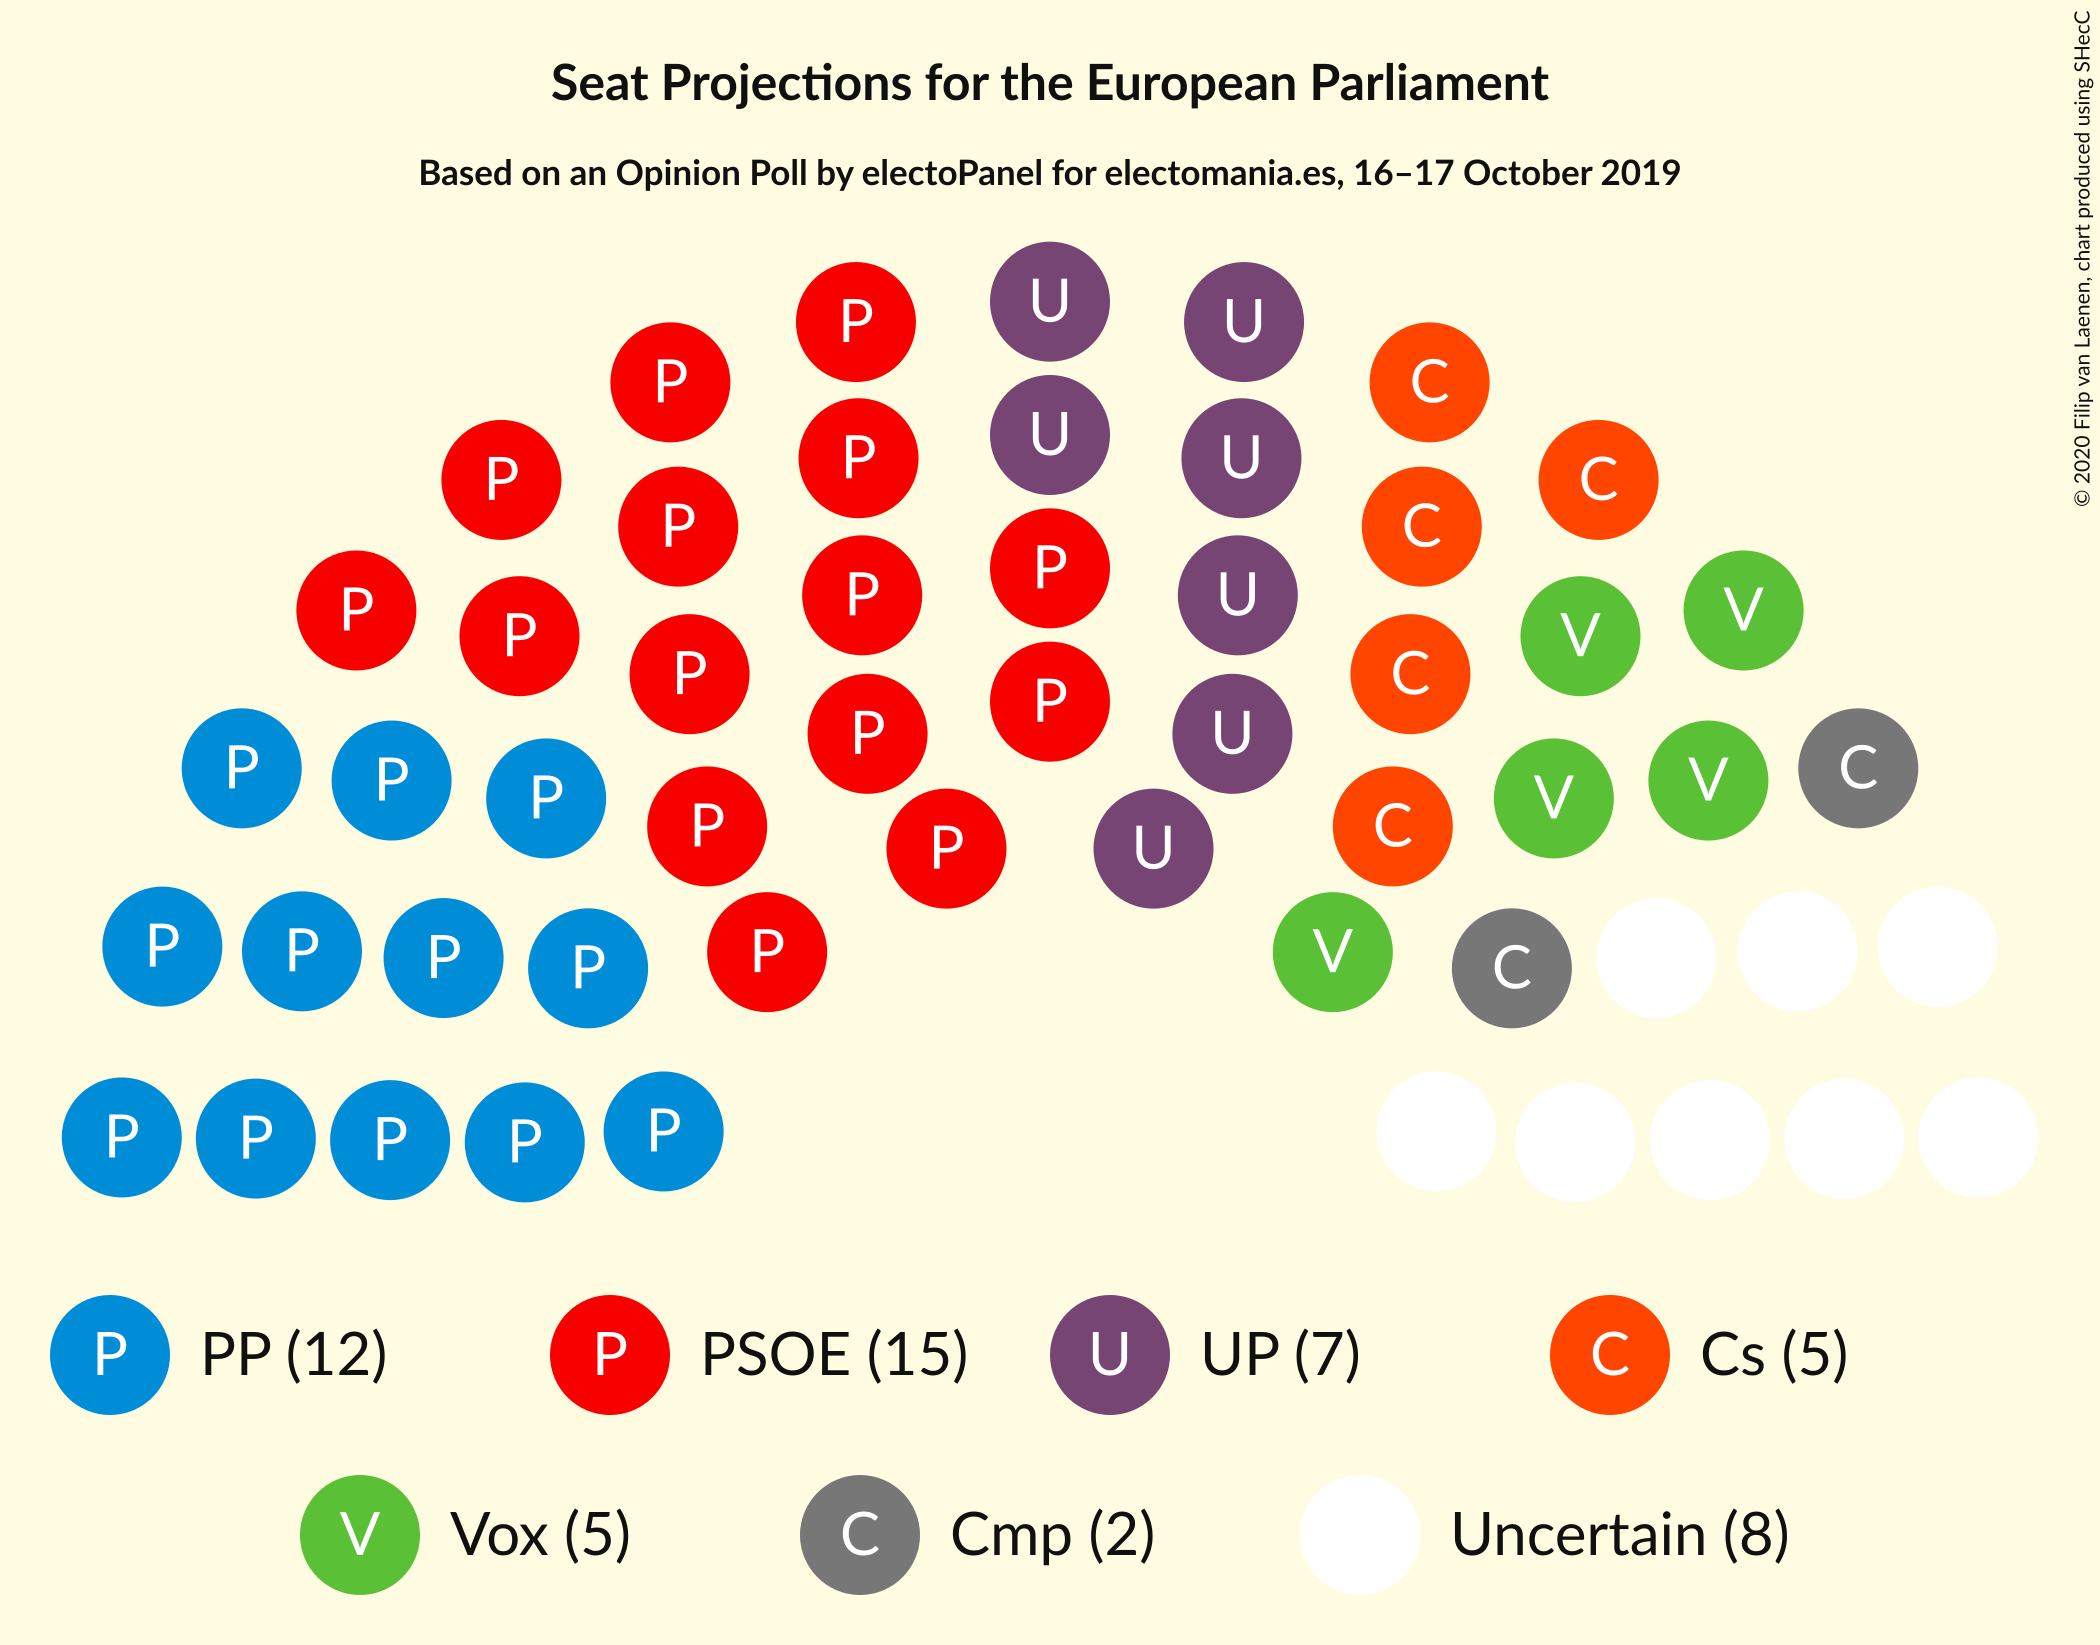 Seat Projections for the European Parliament
Based on an Opinion Poll by electoPanel for electomania.es, 16–17 October 2019
© 2020 Filip van Laenen, chart produced using SHecC
U
P U
P C
U
P U
P C
P C
P C
P U
P
P V
P V
P C
P
P U
P V
P V
P C
P C
P U
P
P V
P
P C
P
P
P
P
P
P
P
P
P PP (12)
P PSOE (15)
U UP (7)
C Cs (5)
V Vox (5)
C Cmp (2)
Uncertain (8)